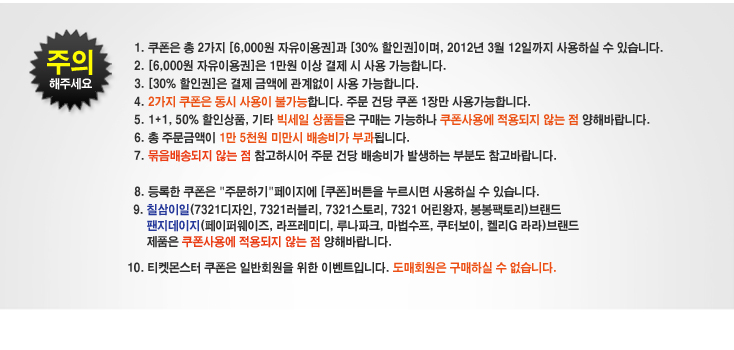 주의
해주세요
1. 쿠폰은 총 2가지 [6,000원 자유이용권]과 [30% 할인권]이며, 2012년 3월 12일까지 사용하실 수 있습니다.
2. [6,000원 자유이용권]은 1만원 이상 결제 시 사용 가능합니다.
3. [30% 할인권]은 결제 금액에 관계없이 사용 가능합니다.
4. 2가지 쿠폰은 동시 사용이 불가능합니다. 주문 건당 쿠폰 1장만 사용가능합니다.
5. 1+1, 50% 할인상품, 기타 빅세일 상품들은 구매는 가능하나 쿠폰사용에 적용되지 않는 점 양해바랍니다.
6. 총 주문금액이 1만 5천원 미만시 배송비가 부과됩니다.
7. 묶음배송되지 않는 점 참고하시어 주문 건당 배송비가 발생하는 부분도 참고바랍니다.
8. 등록한 쿠폰은 "주문하기"페이지에 [쿠폰]버튼을 누르시면 사용하실 수 있습니다.
9. 칠삼이일(7321디자인, 7321러블리, 7321스토리, 7321 어린왕자, 봉봉팩토리)브랜드
팬지데이지(페이퍼웨이즈, 라프레미디, 루나파크, 마법수프, 쿠터보이, 켈리G 라라)브랜드
제품은 쿠폰사용에 적용되지 않는 점 양해바랍니다.
10. 티켓몬스터 쿠폰은 일반회원을 위한 이벤트입니다. 도매회원은 구매하실 수 없습니다.